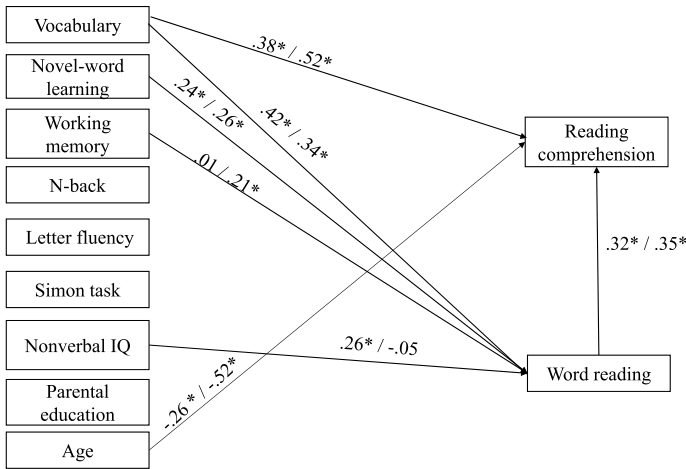 Vocabulary
Novel-word
learning
Working
memory
N-back
Letter fluency
Simon task
Nonverbal IQ
Parental
education
Age
.38* / .52*
.24* / .26*
.42* / .34*
.01 / .21*
.26* / -.05
-.26* / -.52*
Reading
comprehension
.32* / .35*
Word reading